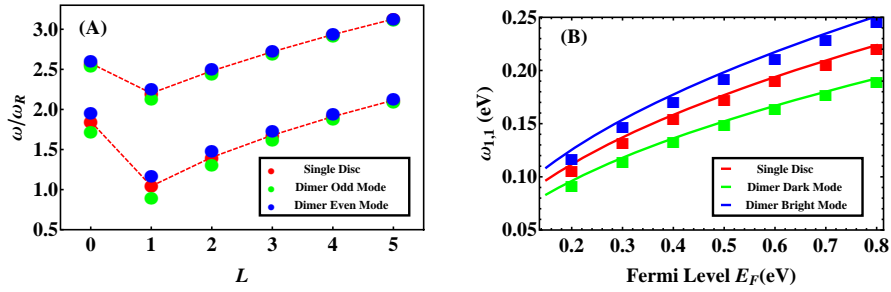 (A)
3.0
2.5
2.0
1.5
1.0
0.5
ω/ω_R
Single Disc
Dimer Odd Mode
Dimer Even Mode
0 1 2 3 4 5
L
(B)
0.25
0.20
0.15
0.10
0.05
ω_{1,1} (eV)
Single Disc
Dimer Dark Mode
Dimer Bright Mode
0.2 0.3 0.4 0.5 0.6 0.7 0.8
Fermi Level E_F(eV)